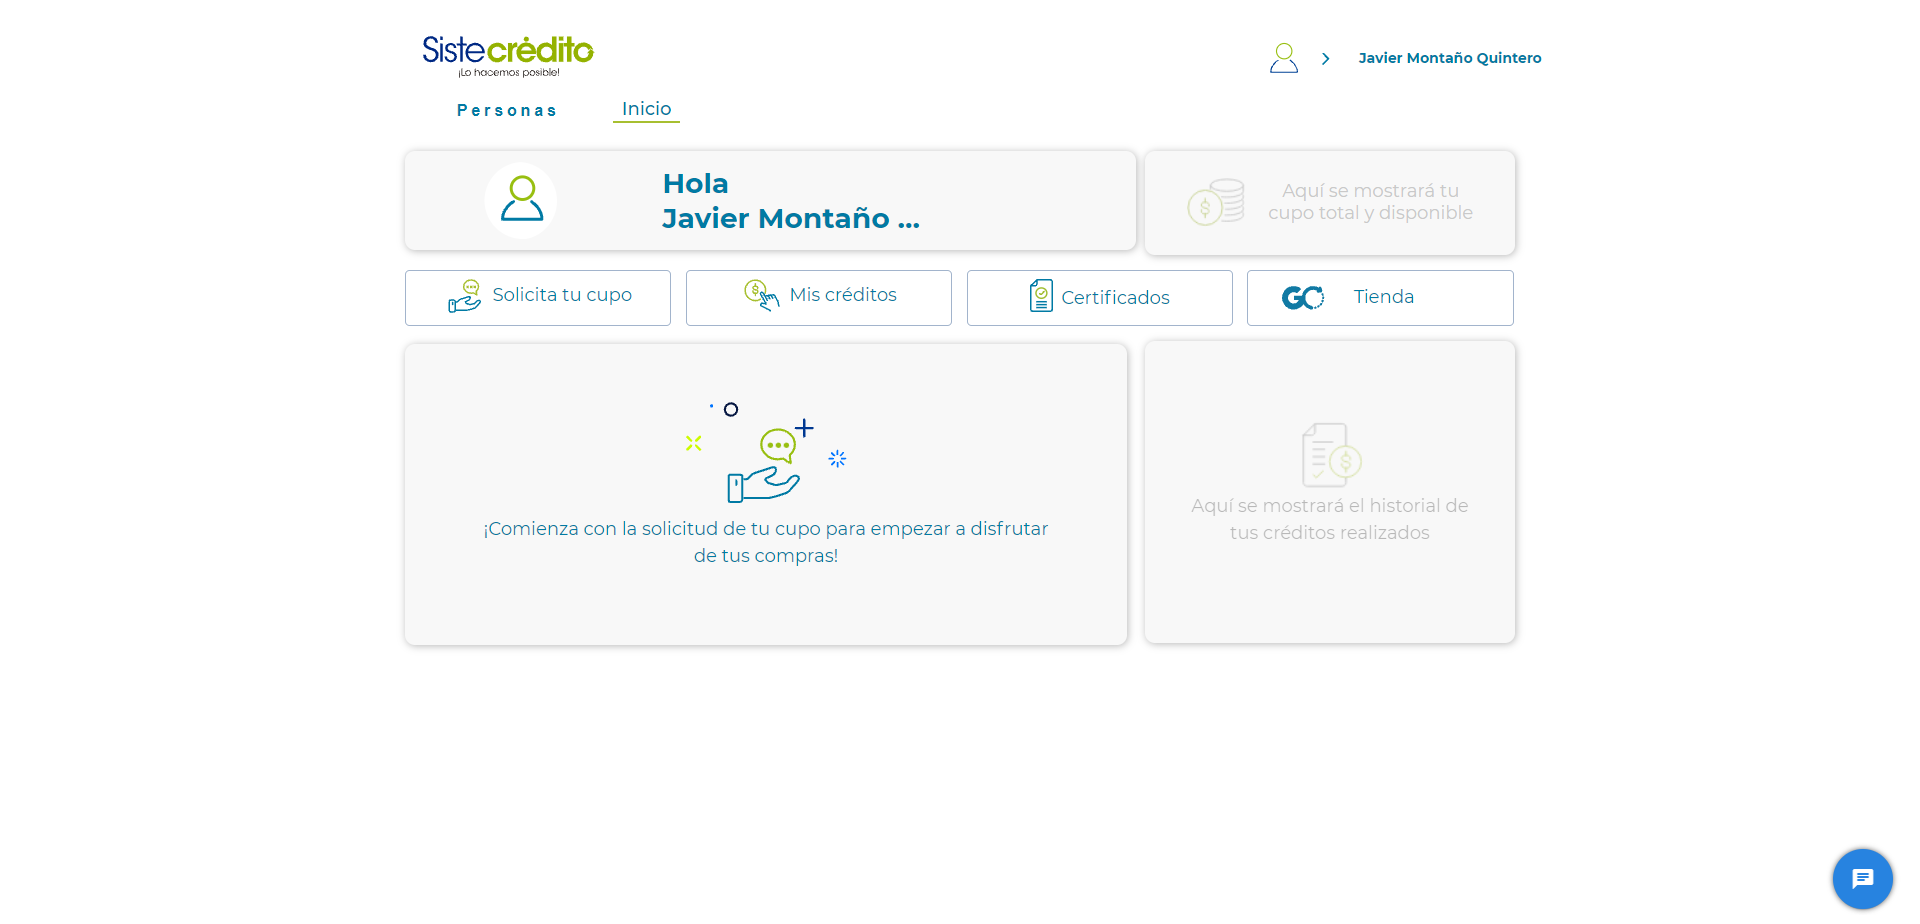 Sistecrédito
¡Lo hacemos posible!
Javier Montaño Quintero
Personas
Inicio
Hola
Javier Montaño ...
Aquí se mostrará tu
cupo total y disponible
Solicita tu cupo
Mis créditos
Certificados
GO
Tienda
¡Comienza con la solicitud de tu cupo para empezar a disfrutar
de tus compras!
Aquí se mostrará el historial de
tus créditos realizados